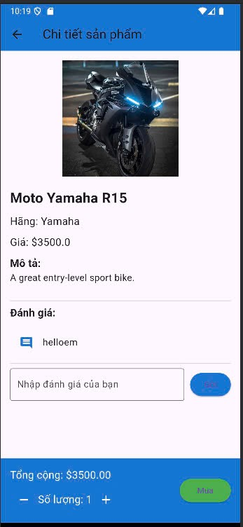 10:19
Chi tiết sản phẩm
Moto Yamaha R15
Hãng: Yamaha
Giá: $3500.0
Mô tả:
A great entry-level sport bike.
Đánh giá:
helloem
Nhập đánh giá của bạn
Tổng cộng: $3500.00
Số lượng: 1
Mua